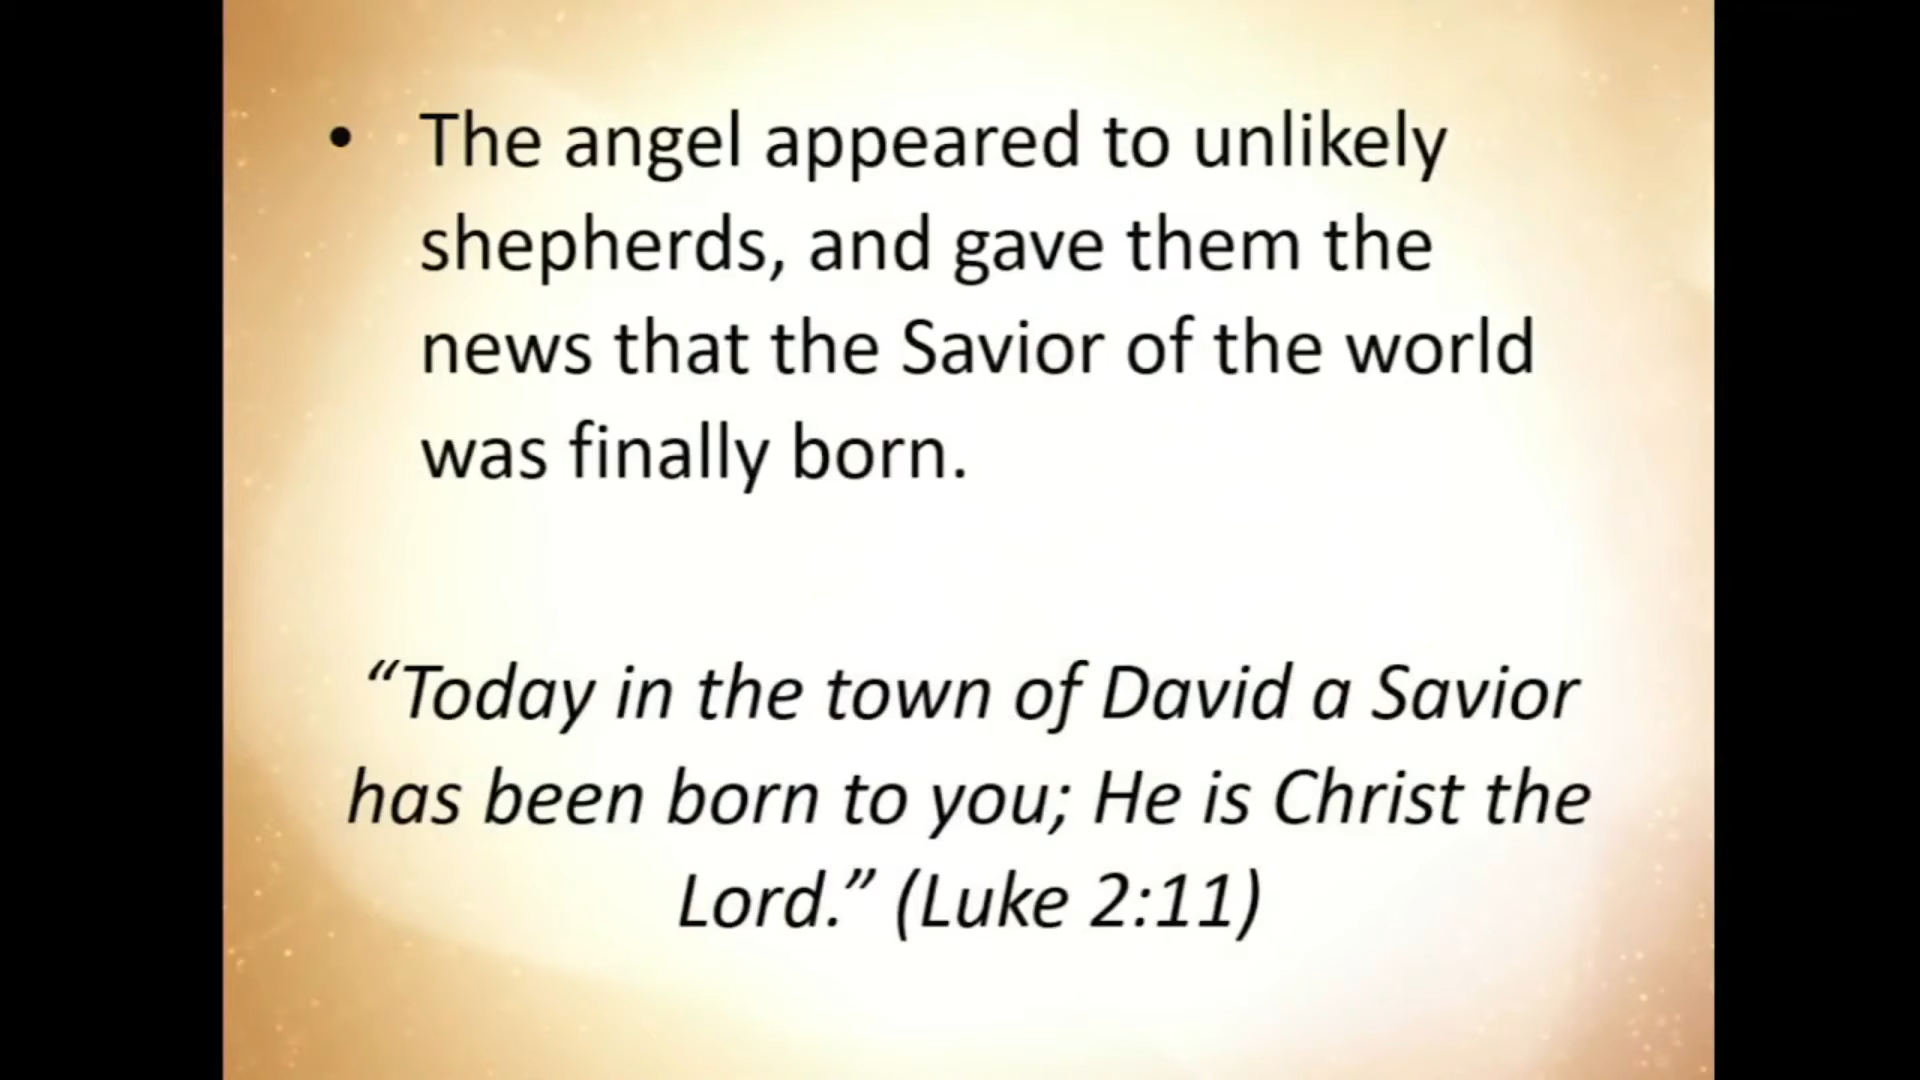 • The angel appeared to unlikely
shepherds, and gave them the
news that the Savior of the world
was finally born.
“Today in the town of David a Savior
has been born to you; He is Christ the
Lord.” (Luke 2:11)